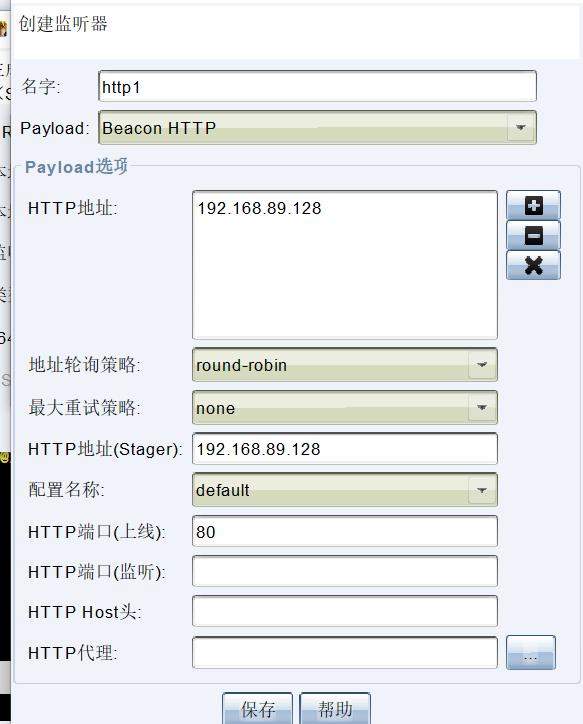 创建监听器
名字: http1
Payload: Beacon HTTP
Payload选项
HTTP地址: 192.168.89.128
地址轮询策略: round-robin
最大重试策略: none
HTTP地址(Stager): 192.168.89.128
配置名称: default
HTTP端口(上线): 80
HTTP端口(监听):
HTTP Host头:
HTTP代理: ...
保存 帮助